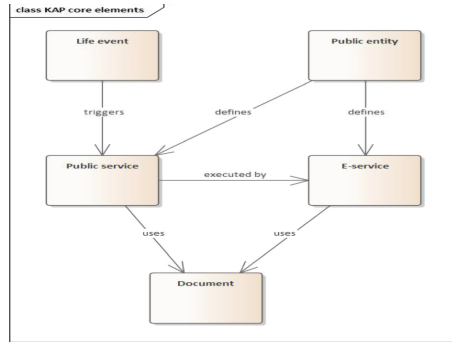 class KAP core elements
Life event
Public entity
triggers
defines
defines
Public service
executed by
E-service
uses
uses
Document